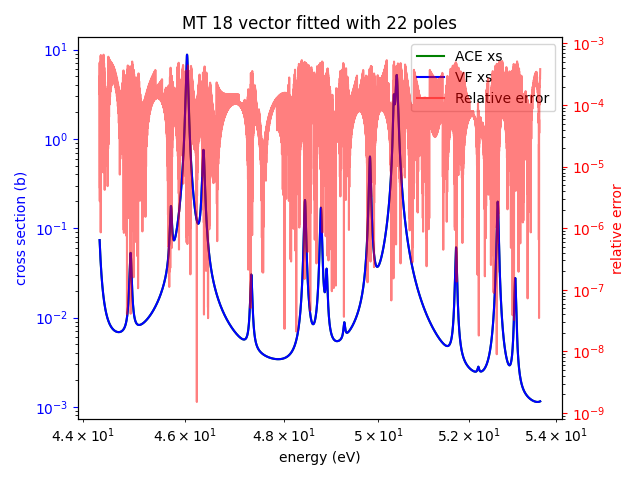 MT 18 vector fitted with 22 poles
ACE xs
VF xs
Relative error
cross section (b)
10¹
10⁰
10⁻¹
10⁻²
10⁻³
relative error
10⁻³
10⁻⁴
10⁻⁵
10⁻⁶
10⁻⁷
10⁻⁸
10⁻⁹
4.4 × 10¹ 4.6 × 10¹ 4.8 × 10¹ 5 × 10¹ 5.2 × 10¹ 5.4 × 10¹
energy (eV)